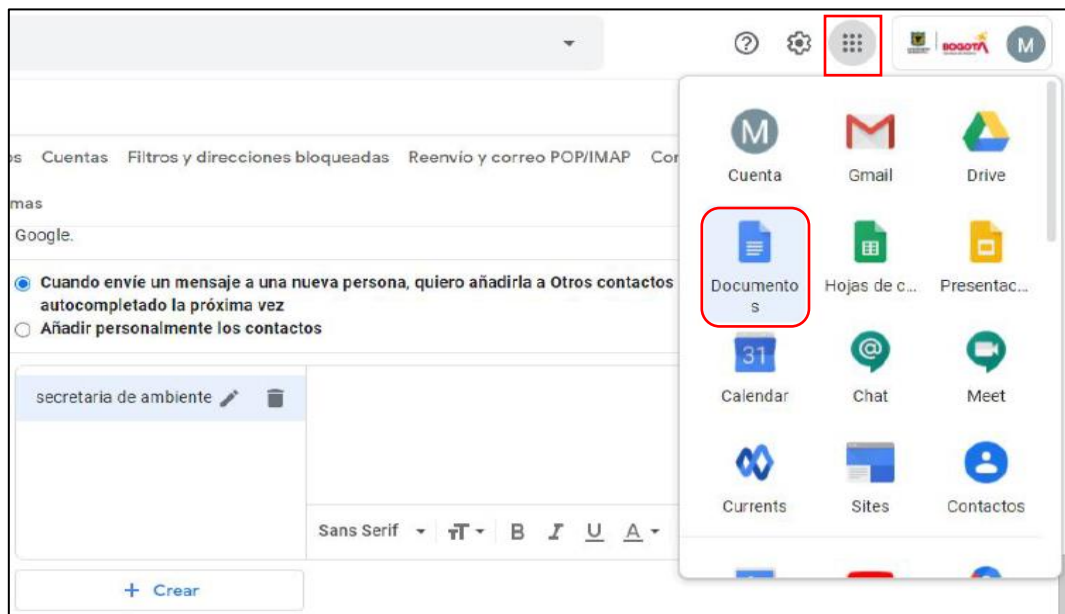 BOGOTÁ
M
os Cuentas Filtros y direcciones bloqueadas Reenvío y correo POP/IMAP Cor
mas
Google.
Cuando envíe un mensaje a una nueva persona, quiero añadirla a Otros contactos
autocompletado la próxima vez
Añadir personalmente los contactos
secretaria de ambiente
Sans Serif
B I U A
+ Crear
M
Cuenta Gmail Drive
Documento
s
Hojas de c... Presentac...
31
Calendar Chat Meet
Currents Sites Contactos